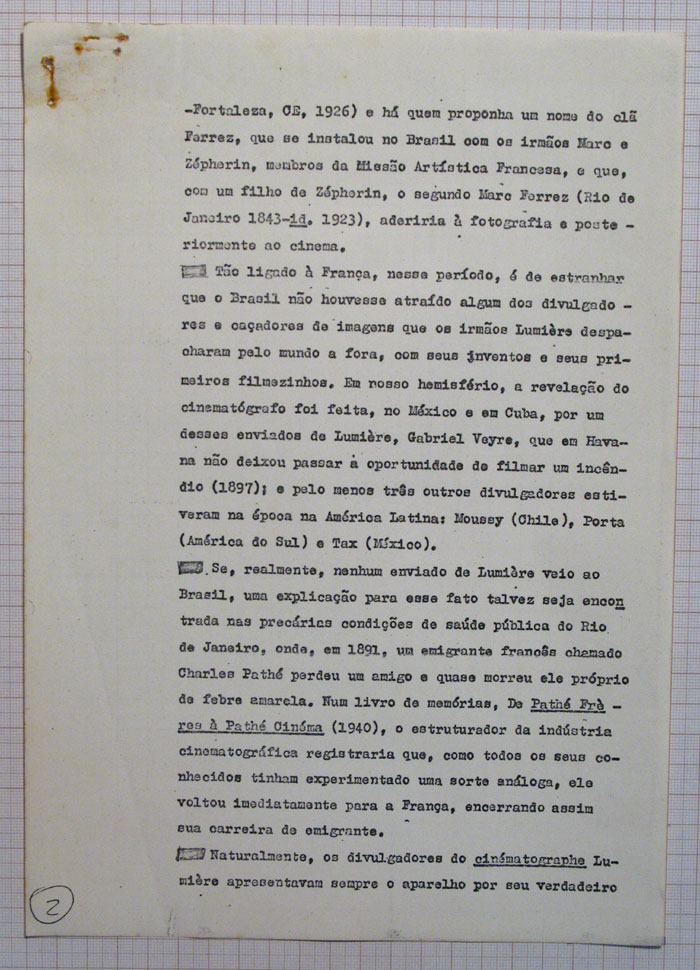 -Fortaleza, CE, 1926) e há quem proponha um nome do clã
Ferrez, que se instalou no Brasil com os irmãos Marc e
Zépherin, membros da Missão Artística Francesa, e que,
com um filho de Zépherin, o segundo Marc Ferrez (Rio de
Janeiro 1843-id. 1923), aderiria à fotografia e poste -
riormente ao cinema.
Tão ligado à França, nesse período, é de estranhar
que o Brasil não houvesse atraído algum dos divulgado -
res e caçadores de imagens que os irmãos Lumière despa-
charam pelo mundo a fora, com seus inventos e seus pri-
meiros filmezinhos. Em nosso hemisfério, a revelação do
cinematógrafo foi feita, no México e em Cuba, por um
desses enviados de Lumière, Gabriel Veyre, que em Hava-
na não deixou passar a oportunidade de filmar um incên-
dio (1897); e pelo menos três outros divulgadores esti-
veram na época na América Latina: Moussy (Chile), Porta
(América do Sul) e Tax (México).
Se, realmente, nenhum enviado de Lumière veio ao
Brasil, uma explicação para esse fato talvez seja encon
trada nas precárias condições de saúde pública do Rio
de Janeiro, onde, em 1891, um emigrante francês chamado
Charles Pathé perdeu um amigo e quase morreu ele próprio
de febre amarela. Num livro de memórias, De Pathé Frè -
res à Pathé Cinéma (1940), o estruturador da indústria
cinematográfica registraria que, como todos os seus co-
nhecidos tinham experimentado uma sorte análoga, ele
voltou imediatamente para a França, encerrando assim
sua carreira de emigrante.
Naturalmente, os divulgadores do cinématographe Lu-
mière apresentavam sempre o aparelho por seu verdadeiro
2